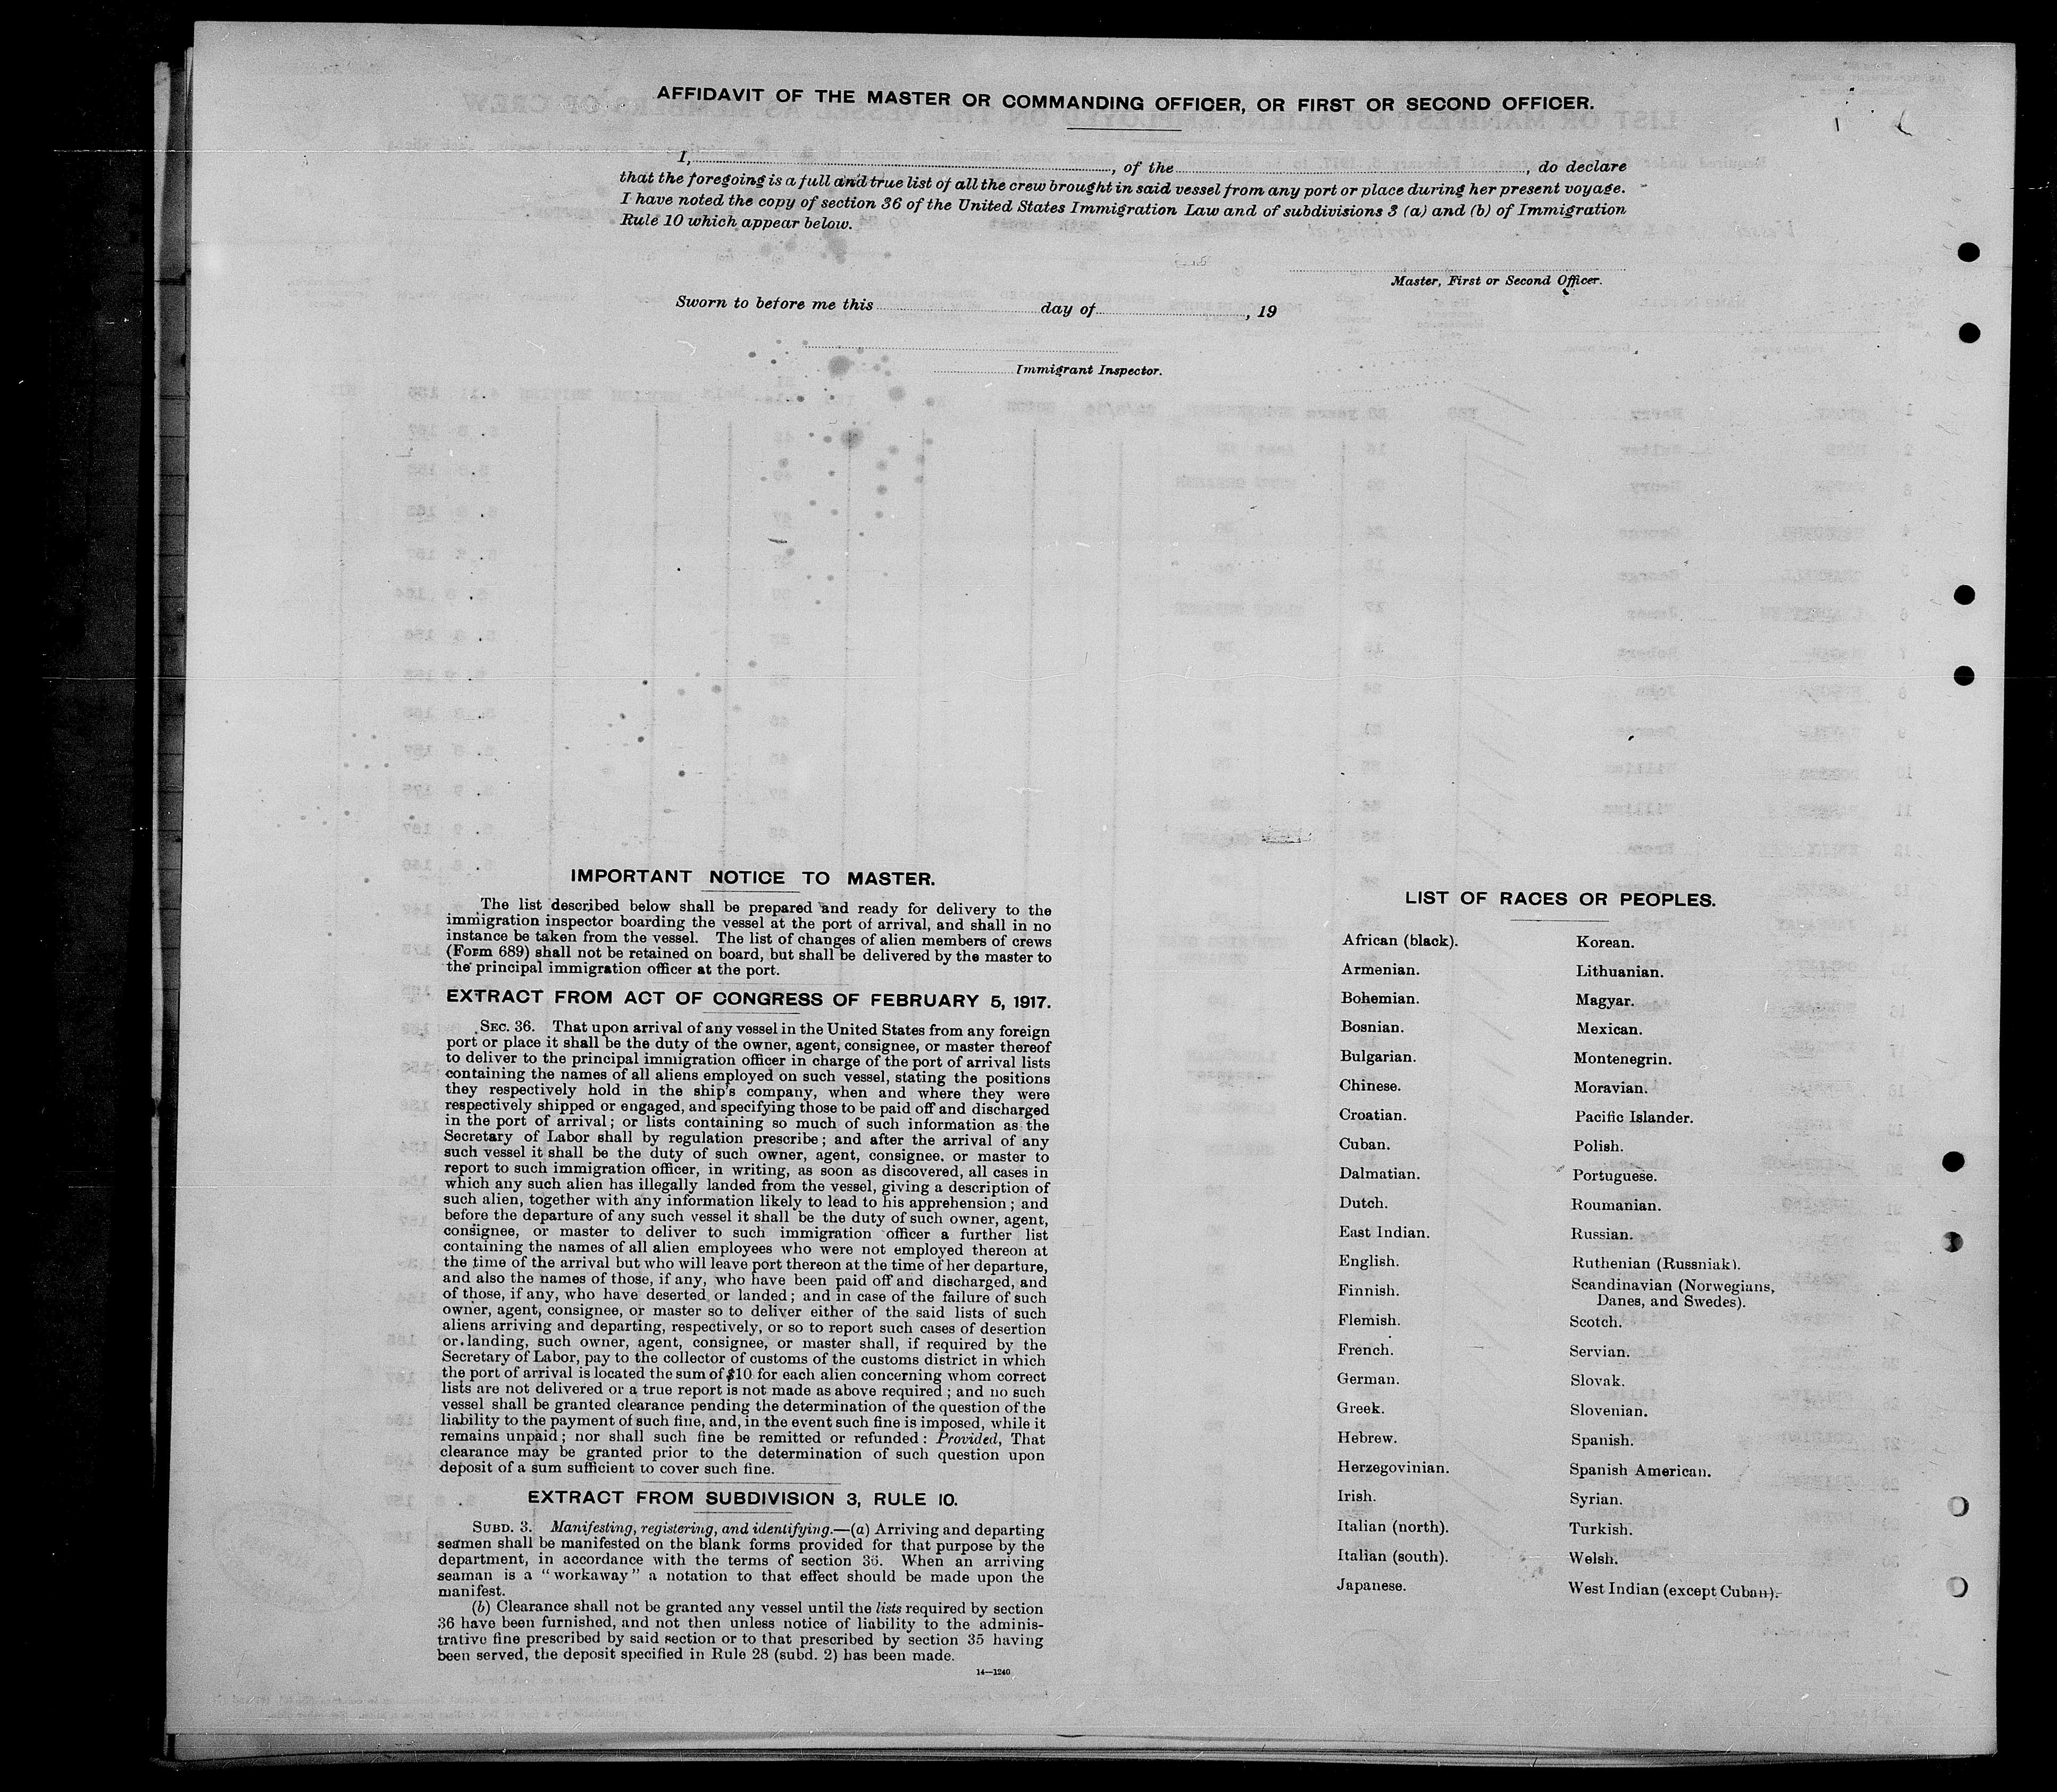 AFFIDAVIT OF THE MASTER OR COMMANDING OFFICER, OR FIRST OR SECOND OFFICER.
I, , of the , do declare
that the foregoing is a full and true list of all the crew brought in said vessel from any port or place during her present voyage.
I have noted the copy of section 36 of the United States Immigration Law and of subdivisions 3 (a) and (b) of Immigration
Rule 10 which appear below.
Master, First or Second Officer.
Sworn to before me this day of , 19
Immigrant Inspector.
IMPORTANT NOTICE TO MASTER.
The list described below shall be prepared and ready for delivery to the
immigration inspector boarding the vessel at the port of arrival, and shall in no
instance be taken from the vessel. The list of changes of alien members of crews
(Form 689) shall not be retained on board, but shall be delivered by the master to
the principal immigration officer at the port.
EXTRACT FROM ACT OF CONGRESS OF FEBRUARY 5, 1917.
SEC. 36. That upon arrival of any vessel in the United States from any foreign
port or place it shall be the duty of the owner, agent, consignee, or master thereof
to deliver to the principal immigration officer in charge of the port of arrival lists
containing the names of all aliens employed on such vessel, stating the positions
they respectively hold in the ship's company, when and where they were
respectively shipped or engaged, and specifying those to be paid off and discharged
in the port of arrival; or lists containing so much of such information as the
Secretary of Labor shall by regulation prescribe; and after the arrival of any
such vessel it shall be the duty of such owner, agent, consignee, or master to
report to such immigration officer, in writing, as soon as discovered, all cases in
which any such alien has illegally landed from the vessel, giving a description of
such alien, together with any information likely to lead to his apprehension; and
before the departure of any such vessel it shall be the duty of such owner, agent,
consignee, or master to deliver to such immigration officer a further list
containing the names of all alien employees who were not employed thereon at
the time of the arrival but who will leave port thereon at the time of her departure,
and also the names of those, if any, who have been paid off and discharged, and
of those, if any, who have deserted or landed; and in case of the failure of such
owner, agent, consignee, or master so to deliver either of the said lists of such
aliens arriving and departing, respectively, or so to report such cases of desertion
or landing, such owner, agent, consignee, or master shall, if required by the
Secretary of Labor, pay to the collector of customs of the customs district in which
the port of arrival is located the sum of $10 for each alien concerning whom correct
lists are not delivered or a true report is not made as above required; and no such
vessel shall be granted clearance pending the determination of the question of the
liability to the payment of such fine, and, in the event such fine is imposed, while it
remains unpaid; nor shall such fine be remitted or refunded: Provided, That
clearance may be granted prior to the determination of such question upon
deposit of a sum sufficient to cover such fine.
EXTRACT FROM SUBDIVISION 3, RULE 10.
SUBD. 3. Manifesting, registering, and identifying.—(a) Arriving and departing
seamen shall be manifested on the blank forms provided for that purpose by the
department, in accordance with the terms of section 36. When an arriving
seaman is a "workaway" a notation to that effect should be made upon the
manifest.
(b) Clearance shall not be granted any vessel until the lists required by section
36 have been furnished, and not then unless notice of liability to the adminis-
trative fine prescribed by said section or to that prescribed by section 35 having
been served, the deposit specified in Rule 28 (subd. 2) has been made.
14—1240
LIST OF RACES OR PEOPLES.
African (black).
Armenian.
Bohemian.
Bosnian.
Bulgarian.
Chinese.
Croatian.
Cuban.
Dalmatian.
Dutch.
East Indian.
English.
Finnish.
Flemish.
French.
German.
Greek.
Hebrew.
Herzegovinian.
Irish.
Italian (north).
Italian (south).
Japanese.
Korean.
Lithuanian.
Magyar.
Mexican.
Montenegrin.
Moravian.
Pacific Islander.
Polish.
Portuguese.
Roumanian.
Russian.
Ruthenian (Russniak).
Scandinavian (Norwegians,
Danes, and Swedes).
Scotch.
Servian.
Slovak.
Slovenian.
Spanish.
Spanish American.
Syrian.
Turkish.
Welsh.
West Indian (except Cuban).